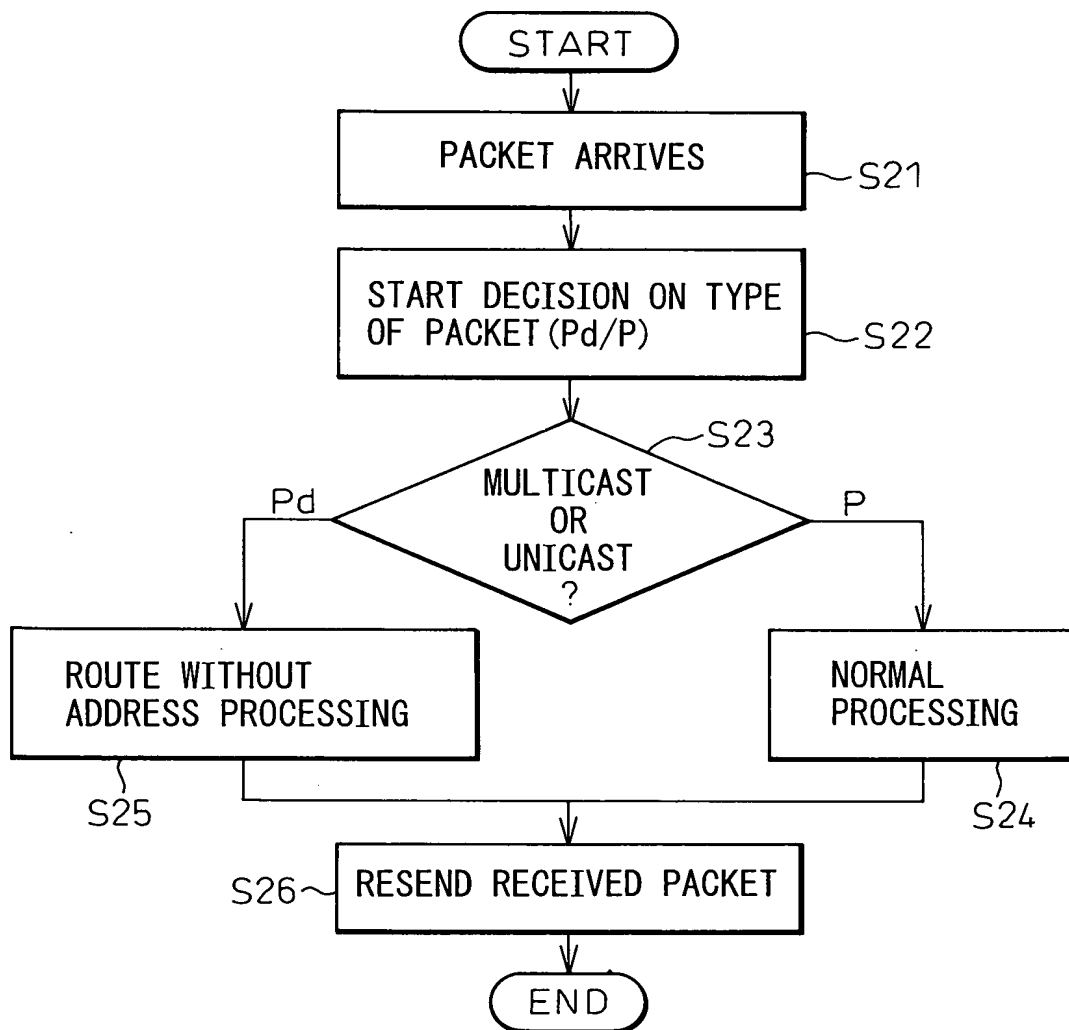 START
PACKET ARRIVES
S21
START DECISION ON TYPE
OF PACKET (Pd/P)
S22
S23
MULTICAST
OR
UNICAST
?
Pd
P
ROUTE WITHOUT
ADDRESS PROCESSING
S25
NORMAL
PROCESSING
S24
S26
RESEND RECEIVED PACKET
END